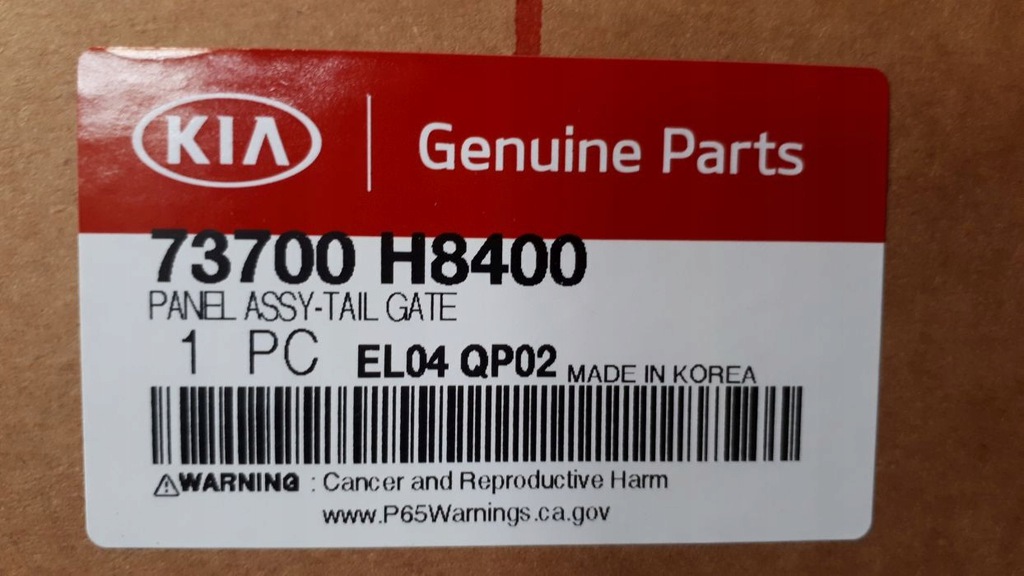 KIA Genuine Parts
73700 H8400
PANEL ASSY-TAIL GATE
1 PC EL04 QP02 MADE IN KOREA
⚠WARNING : Cancer and Reproductive Harm
www.P65Warnings.ca.gov